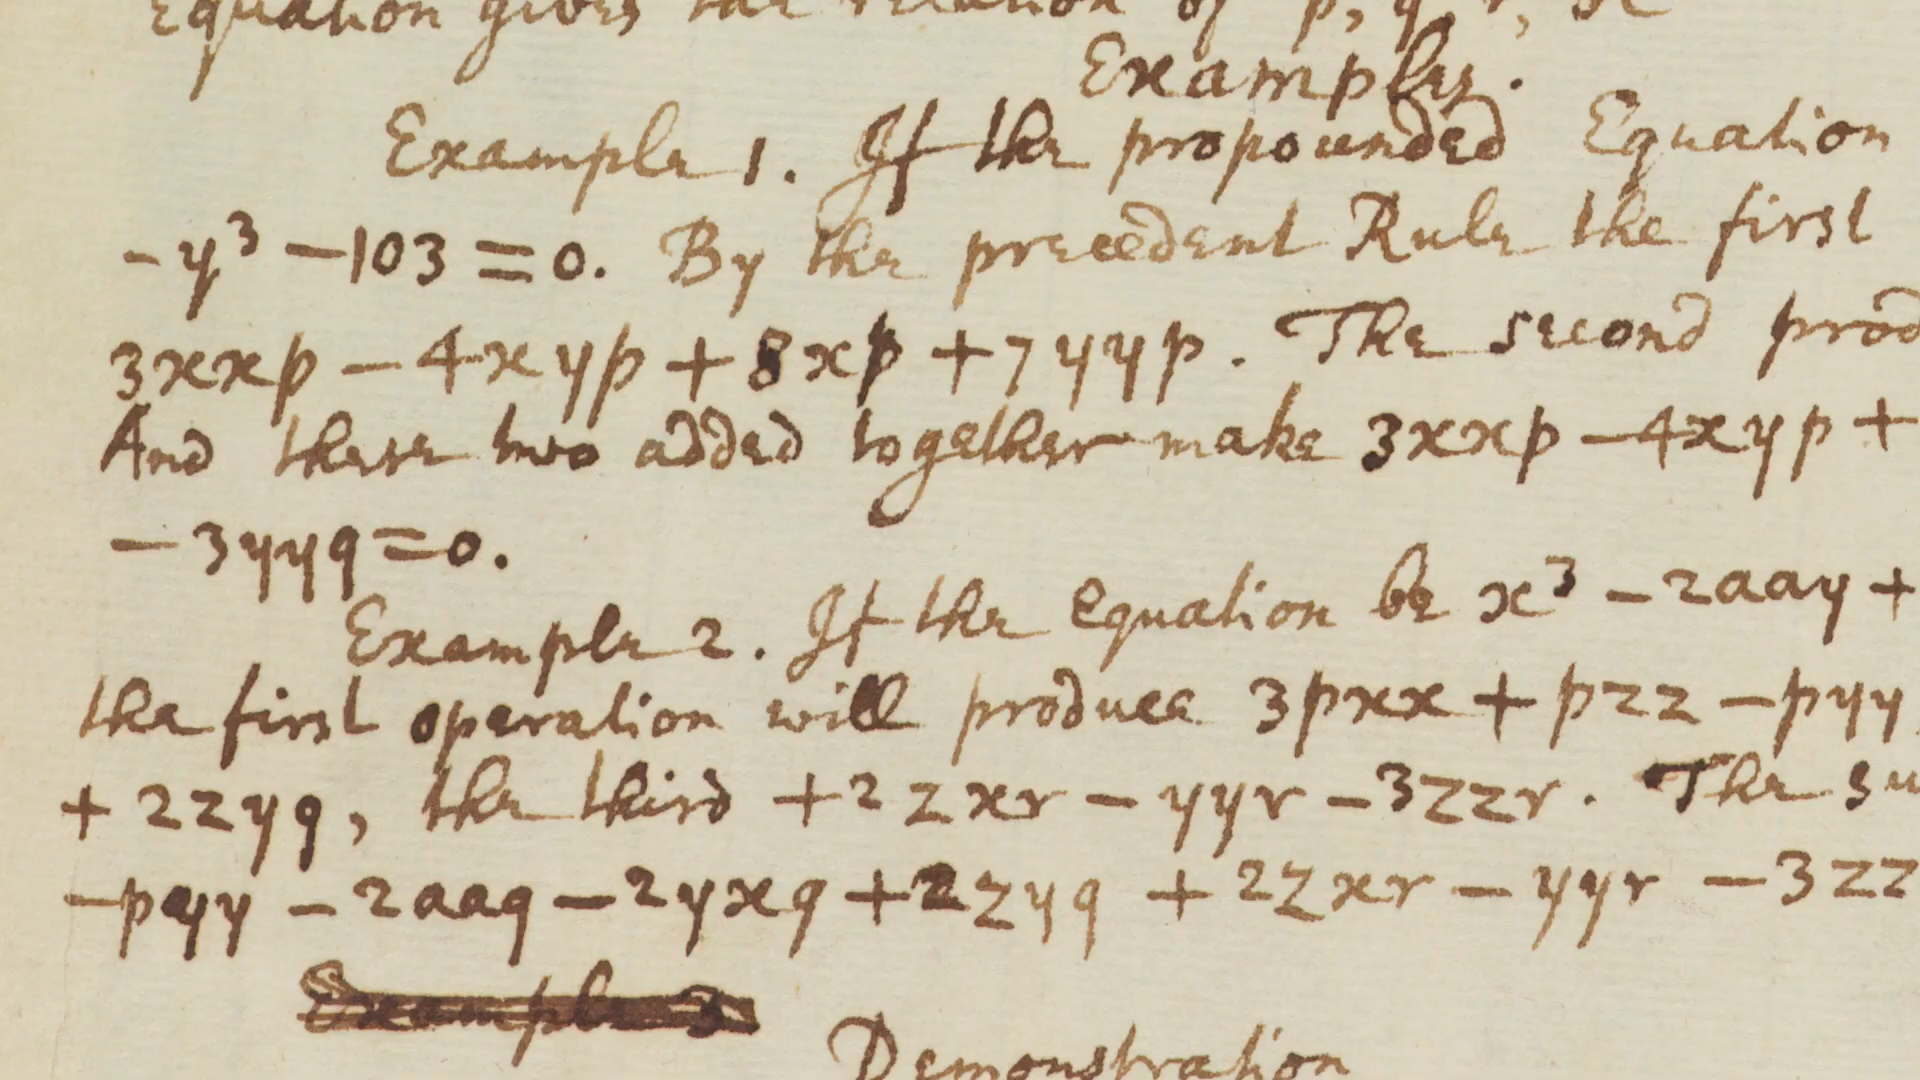 Equation gives the relation of p, q, r, &c
Examples.
Example 1. If the propounded Equation
-y³ -103 = 0. By the precedent Rule the first
3xxp - 4xyp + 8xp + 7yyp. The second prod
And these two added together make 3xxp - 4xyp +
- 3yyq = 0.
Example 2. If the Equation be x³ - 2aay +
the first operation will produce 3pxx + pzz - pyy
+ 2zyq, the third + 2zxr - yyr - 3zzr. The su
-pyy - 2aaq - 2yxq + 2zyq + 2zxr - yyr - 3zz
Example 3
Demonstration